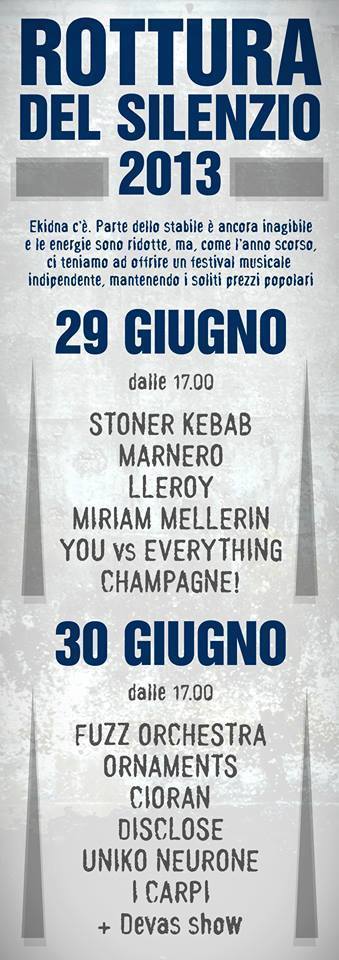 ROTTURA
DEL SILENZIO
2013
Ekidna c'è. Parte dello stabile è ancora inagibile
e le energie sono ridotte, ma, come l'anno scorso,
ci teniamo ad offrire un festival musicale
indipendente, mantenendo i soliti prezzi popolari
29 GIUGNO
dalle 17.00
STONER KEBAB
MARNERO
LLEROY
MIRIAM MELLERIN
YOU vs EVERYTHING
CHAMPAGNE!
30 GIUGNO
dalle 17.00
FUZZ ORCHESTRA
ORNAMENTS
CIORAN
DISCLOSE
UNIKO NEURONE
I CARPI
+ Devas show